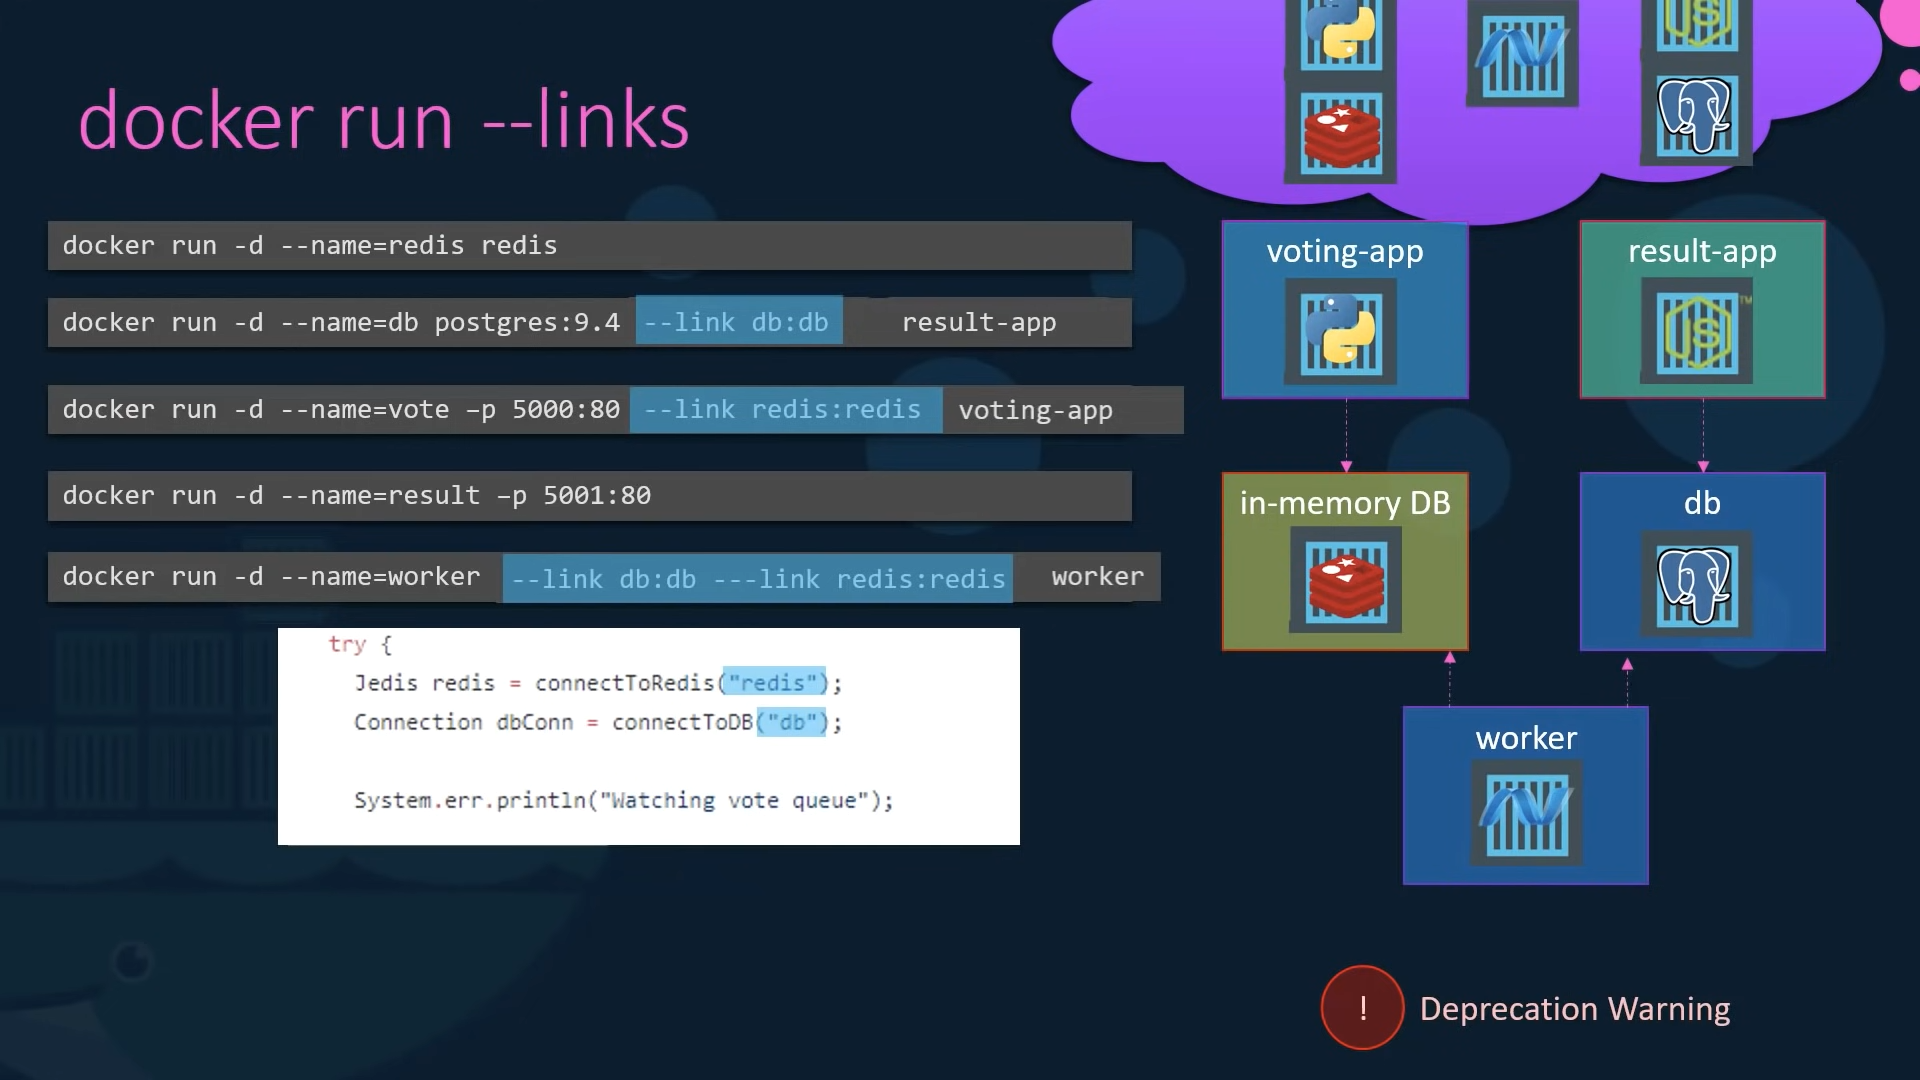 docker run --links
docker run -d --name=redis redis
docker run -d --name=db postgres:9.4 --link db:db result-app
docker run -d --name=vote –p 5000:80 --link redis:redis voting-app
docker run -d --name=result –p 5001:80
docker run -d --name=worker --link db:db ---link redis:redis worker
try {
Jedis redis = connectToRedis("redis");
Connection dbConn = connectToDB("db");
System.err.println("Watching vote queue");
JS
voting-app
result-app
JS
TM
in-memory DB
db
worker
! Deprecation Warning